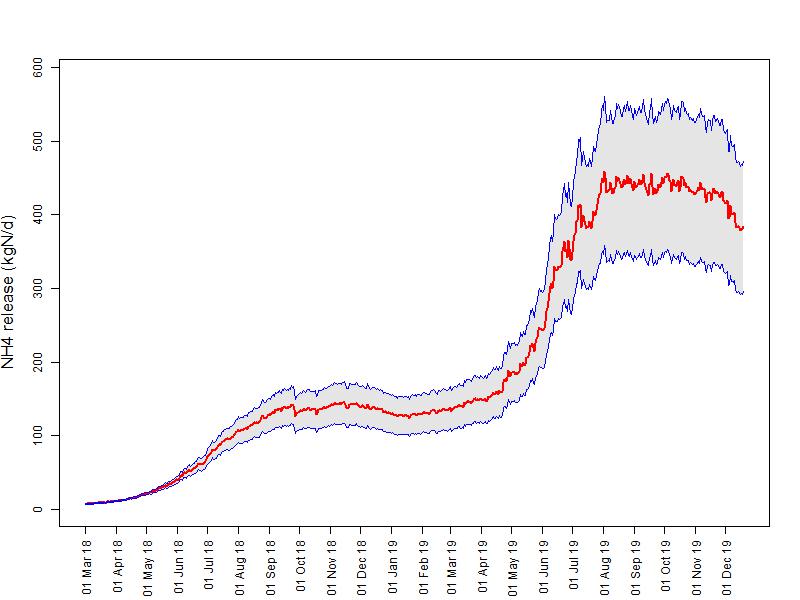 NH4 release (kgN/d)
600
500
400
300
200
100
0
01 Mar 18
01 Apr 18
01 May 18
01 Jun 18
01 Jul 18
01 Aug 18
01 Sep 18
01 Oct 18
01 Nov 18
01 Dec 18
01 Jan 19
01 Feb 19
01 Mar 19
01 Apr 19
01 May 19
01 Jun 19
01 Jul 19
01 Aug 19
01 Sep 19
01 Oct 19
01 Nov 19
01 Dec 19